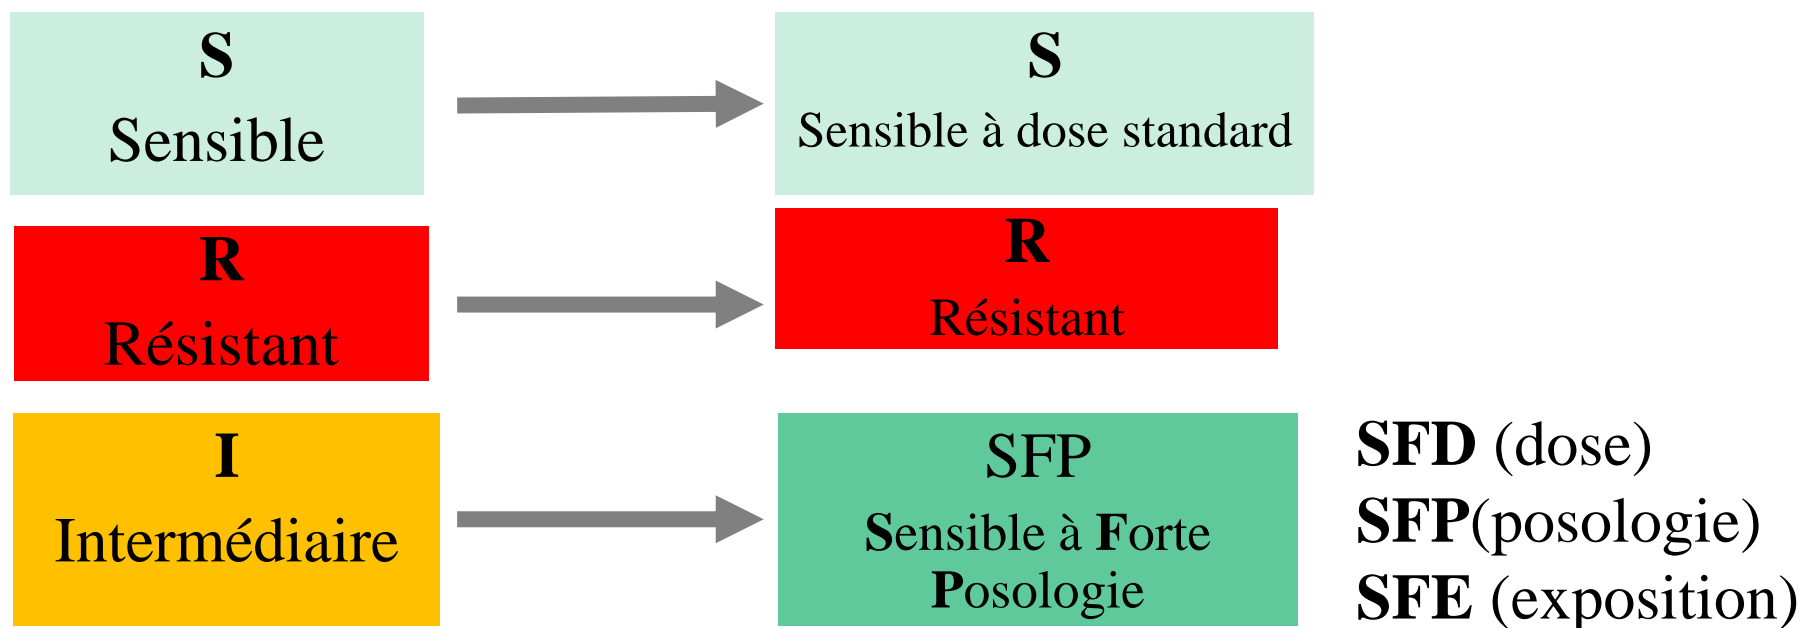 S
Sensible
S
Sensible à dose standard
R
Résistant
R
Résistant
I
Intermédiaire
SFP
Sensible à Forte
Posologie
SFD (dose)
SFP(posologie)
SFE (exposition)